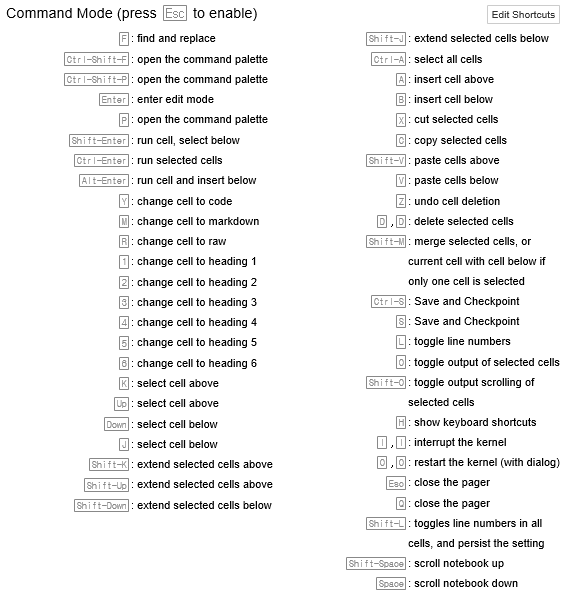 Command Mode (press Esc to enable)
Edit Shortcuts
F : find and replace
Ctrl-Shift-F : open the command palette
Ctrl-Shift-P : open the command palette
Enter : enter edit mode
P : open the command palette
Shift-Enter : run cell, select below
Ctrl-Enter : run selected cells
Alt-Enter : run cell and insert below
Y : change cell to code
M : change cell to markdown
R : change cell to raw
1 : change cell to heading 1
2 : change cell to heading 2
3 : change cell to heading 3
4 : change cell to heading 4
5 : change cell to heading 5
6 : change cell to heading 6
K : select cell above
Up : select cell above
Down : select cell below
J : select cell below
Shift-K : extend selected cells above
Shift-Up : extend selected cells above
Shift-Down : extend selected cells below
Shift-J : extend selected cells below
Ctrl-A : select all cells
A : insert cell above
B : insert cell below
X : cut selected cells
C : copy selected cells
Shift-V : paste cells above
V : paste cells below
Z : undo cell deletion
D , D : delete selected cells
Shift-M : merge selected cells, or
current cell with cell below if
only one cell is selected
Ctrl-S : Save and Checkpoint
S : Save and Checkpoint
L : toggle line numbers
O : toggle output of selected cells
Shift-O : toggle output scrolling of
selected cells
H : show keyboard shortcuts
I , I : interrupt the kernel
0 , 0 : restart the kernel (with dialog)
Esc : close the pager
Q : close the pager
Shift-L : toggles line numbers in all
cells, and persist the setting
Shift-Space : scroll notebook up
Space : scroll notebook down